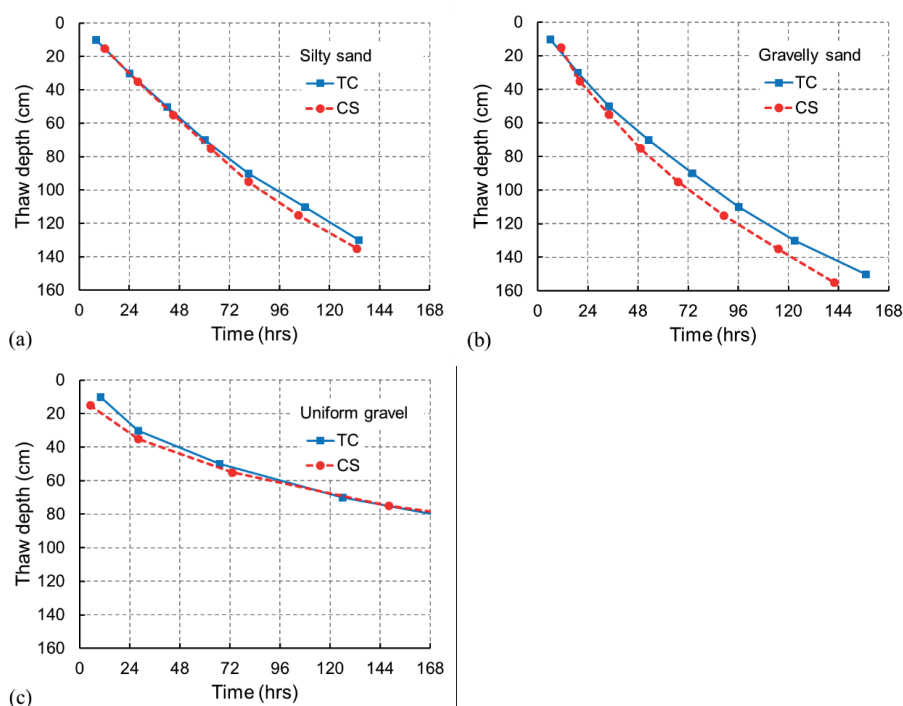 0
20
40
60
80
100
120
140
160
Thaw depth (cm)
Silty sand
TC
CS
0 24 48 72 96 120 144 168
Time (hrs)
(a)
0
20
40
60
80
100
120
140
160
Thaw depth (cm)
Gravelly sand
TC
CS
0 24 48 72 96 120 144 168
Time (hrs)
(b)
0
20
40
60
80
100
120
140
160
Thaw depth (cm)
Uniform gravel
TC
CS
0 24 48 72 96 120 144 168
Time (hrs)
(c)